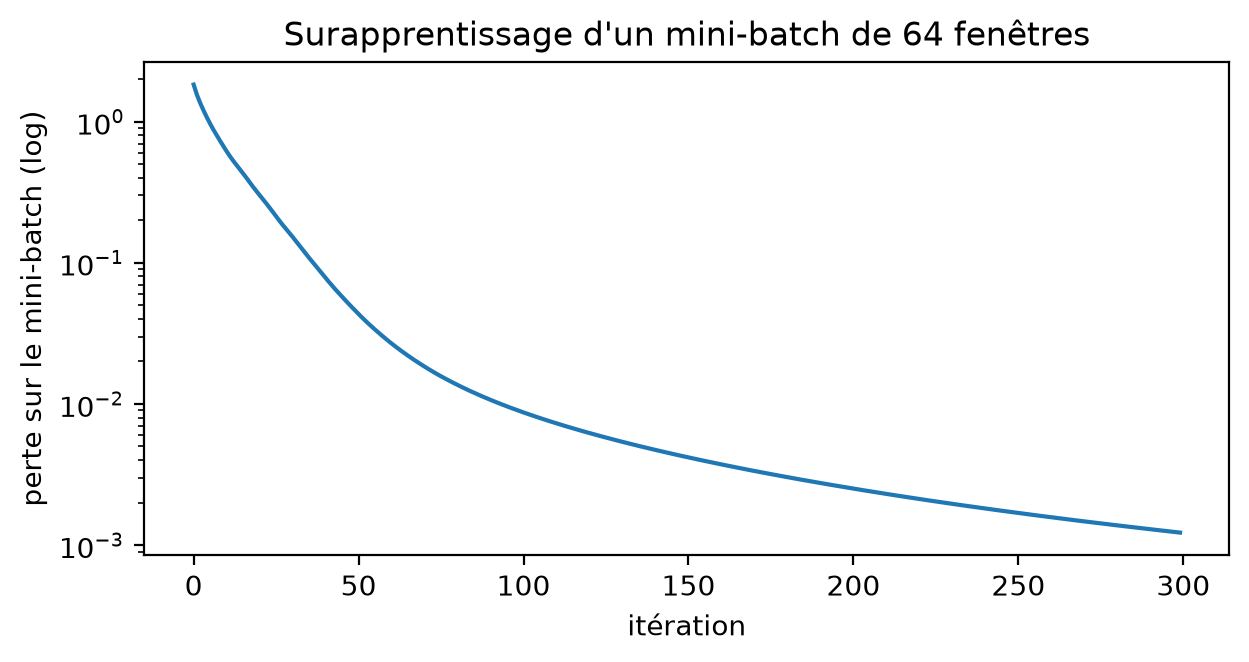 Surapprentissage d'un mini-batch de 64 fenêtres
perte sur le mini-batch (log)
10⁰
10⁻¹
10⁻²
10⁻³
0 50 100 150 200 250 300
itération